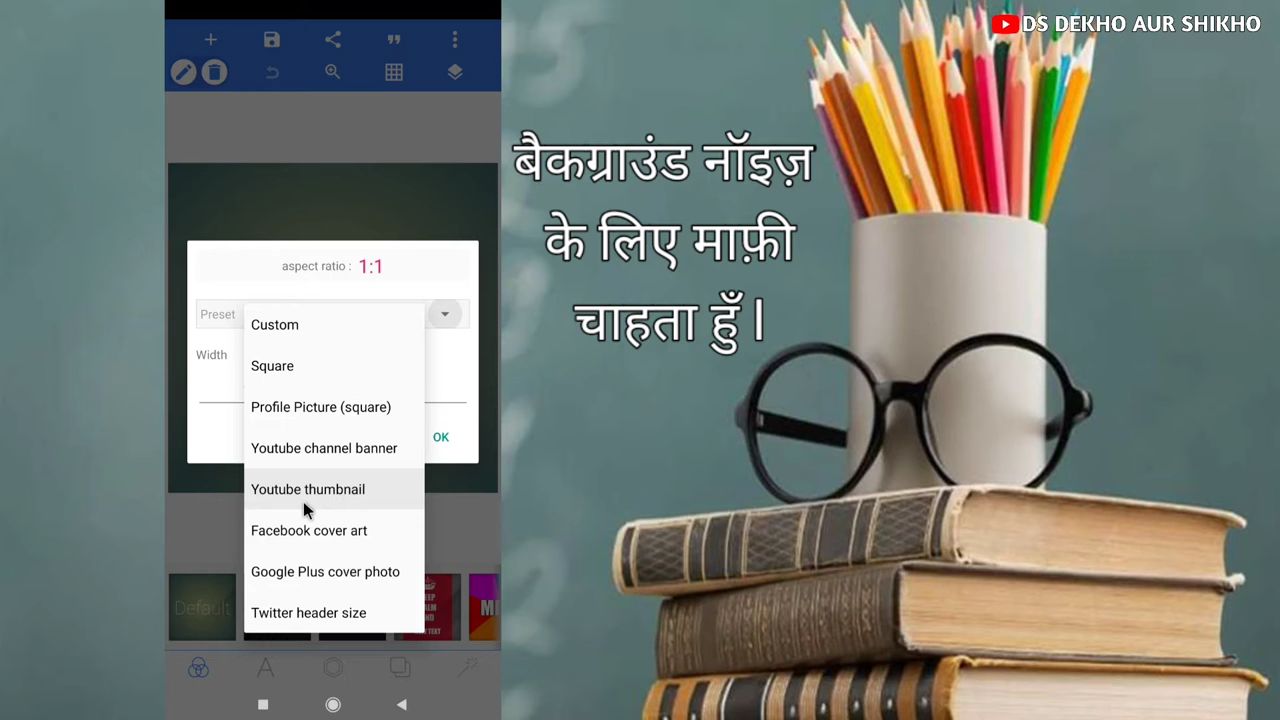 DS DEKHO AUR SHIKHO
बैकग्राउंड नॉइज़
के लिए माफ़ी
चाहता हुँ l
aspect ratio : 1:1
Preset
Custom
Width
Square
Profile Picture (square)
Youtube channel banner
OK
Youtube thumbnail
Facebook cover art
Google Plus cover photo
Twitter header size
Default